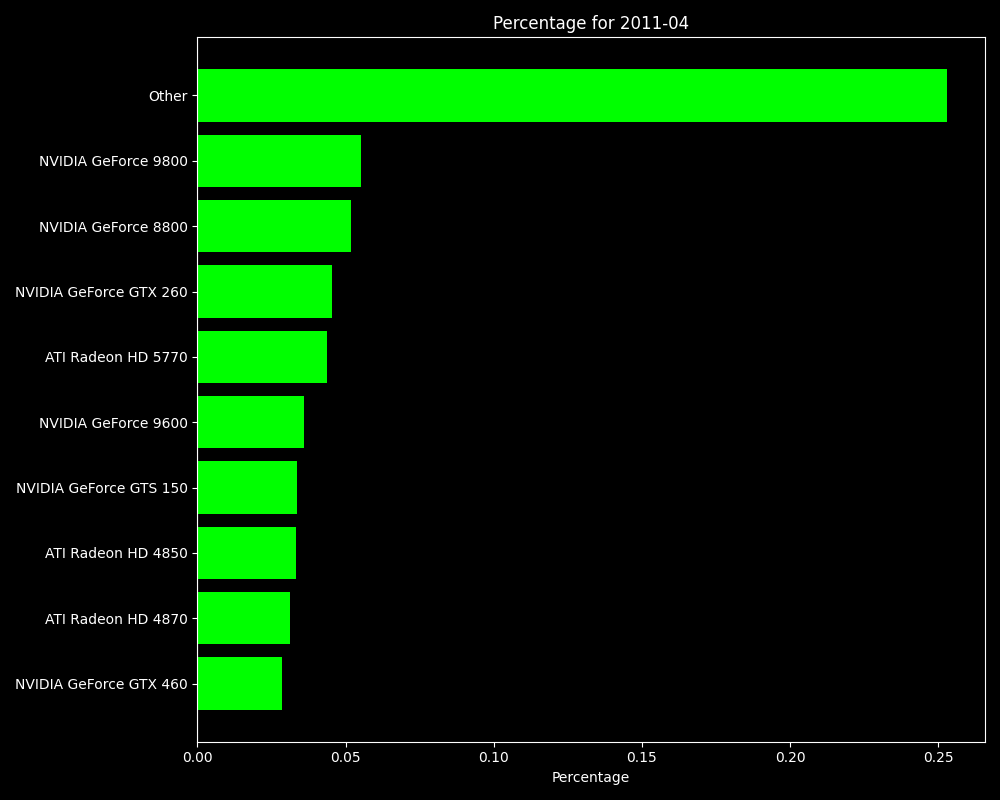 Percentage for 2011-04
Other
NVIDIA GeForce 9800
NVIDIA GeForce 8800
NVIDIA GeForce GTX 260
ATI Radeon HD 5770
NVIDIA GeForce 9600
NVIDIA GeForce GTS 150
ATI Radeon HD 4850
ATI Radeon HD 4870
NVIDIA GeForce GTX 460
0.00 0.05 0.10 0.15 0.20 0.25
Percentage